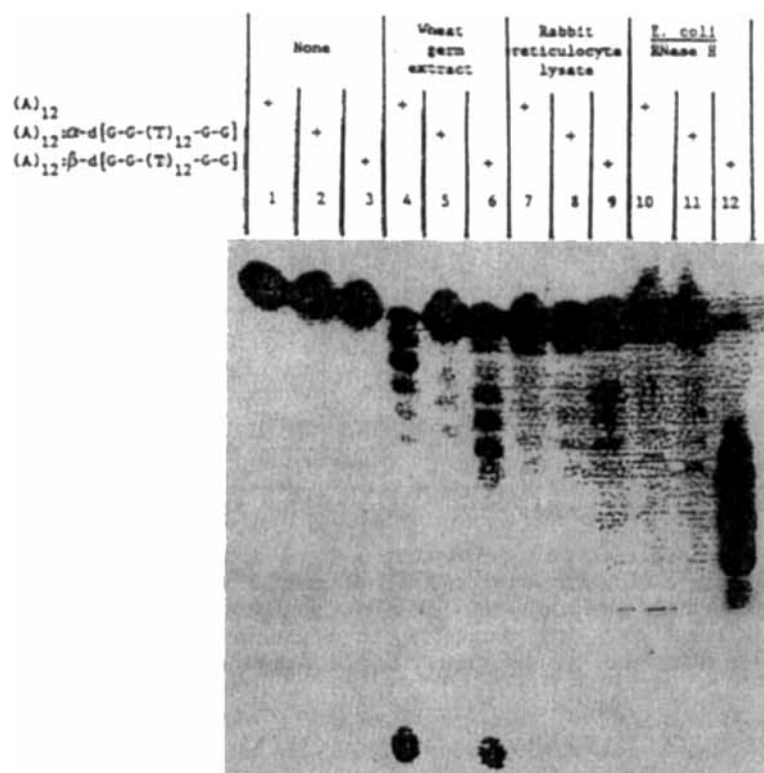 None
Wheat
germ
extract
Rabbit
reticulocyte
lysate
E. coli
RNase H
(A)12 + + + +
(A)12:α-d[G-G-(T)12-G-G] + + + +
(A)12:β-d[G-G-(T)12-G-G] + + + +
1 2 3 4 5 6 7 8 9 10 11 12